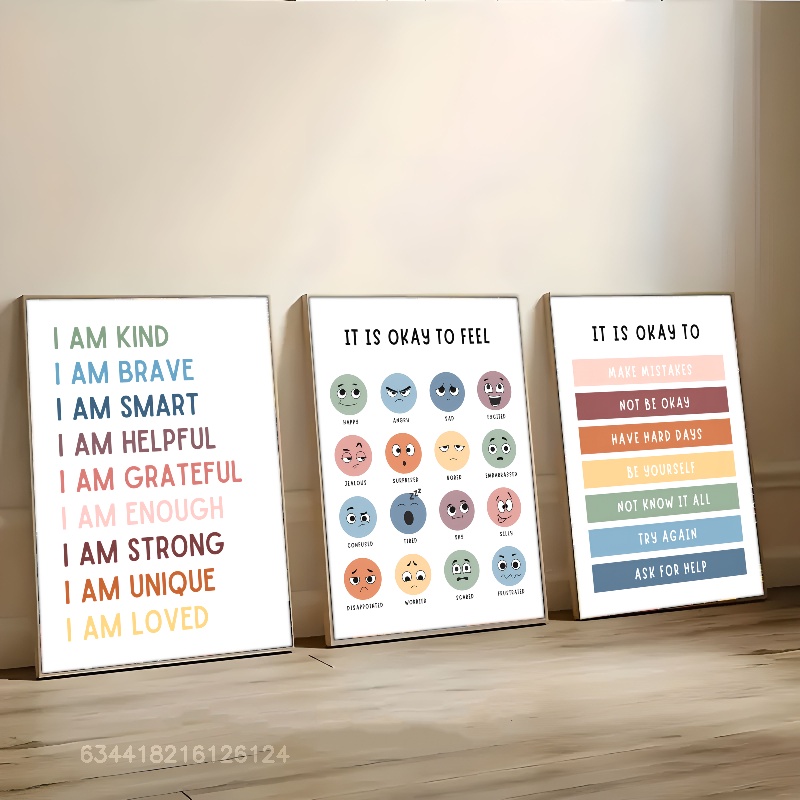 I AM KIND
I AM BRAVE
I AM SMART
I AM HELPFUL
I AM GRATEFUL
I AM ENOUGH
I AM STRONG
I AM UNIQUE
I AM LOVED
IT IS OKAY TO FEEL
HAPPY ANGRY SAD EXCITED
JEALOUS SURPRISED BORED EMBARRASSED
zzz
CONFUSED TIRED SHY SILLY
DISAPPOINTED WORRIED SCARED FRUSTRATED
IT IS OKAY TO
MAKE MISTAKES
NOT BE OKAY
HAVE HARD DAYS
BE YOURSELF
NOT KNOW IT ALL
TRY AGAIN
ASK FOR HELP
634418216126124